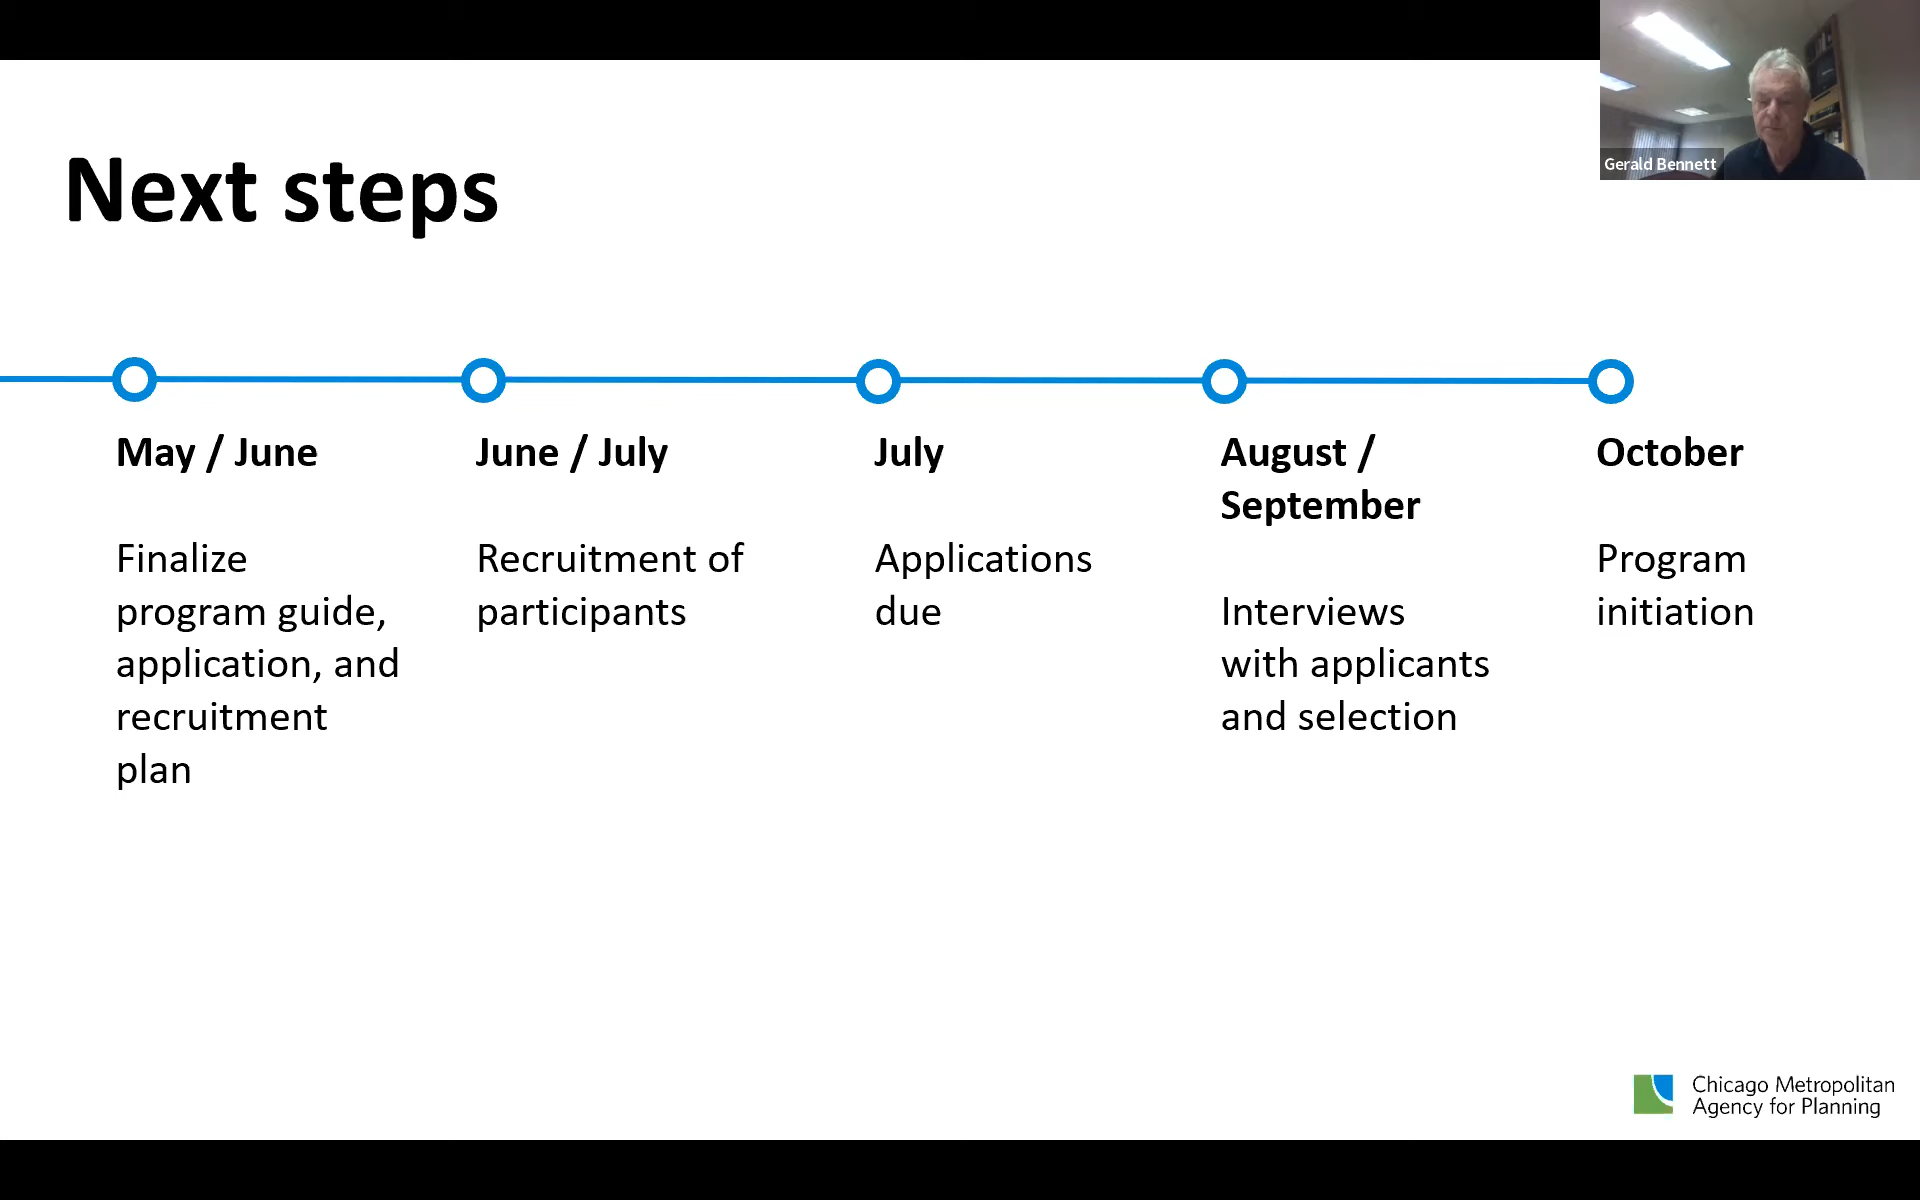 Gerald Bennett
Next steps
May / June
Finalize
program guide,
application, and
recruitment
plan
June / July
Recruitment of
participants
July
Applications
due
August /
September
Interviews
with applicants
and selection
October
Program
initiation
Chicago Metropolitan
Agency for Planning